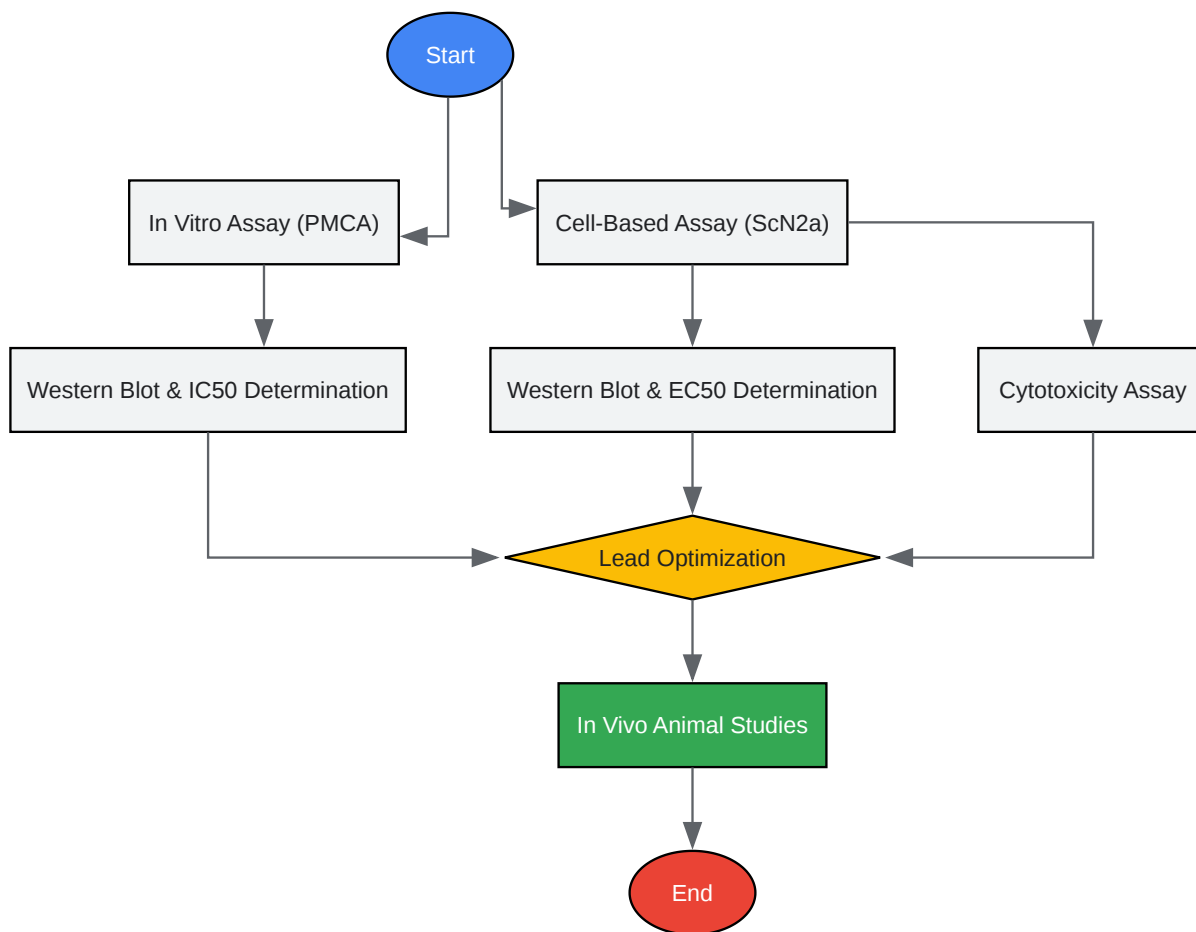 Start
In Vitro Assay (PMCA)
Cell-Based Assay (ScN2a)
Western Blot & IC50 Determination
Western Blot & EC50 Determination
Cytotoxicity Assay
Lead Optimization
In Vivo Animal Studies
End